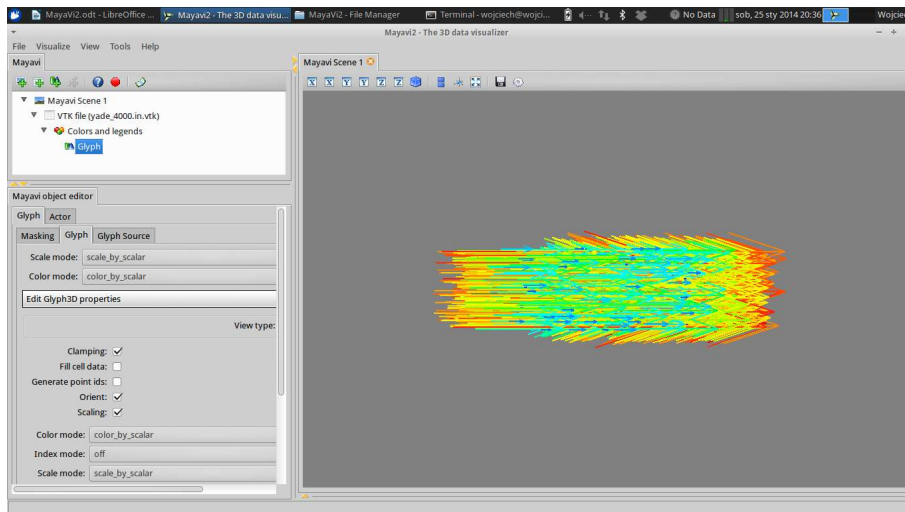 MayaVi2.odt - LibreOffice ... Mayavi2 - The 3D data visu... MayaVi2 - File Manager Terminal - wojciech@wojci... No Data sob, 25 sty 2014 20:36 Wojcie
Mayavi2 - The 3D data visualizer
File Visualize View Tools Help
Mayavi
Mayavi Scene 1
Mayavi Scene 1
VTK file (yade_4000.in.vtk)
Colors and legends
Glyph
X X Y Y Z Z
Mayavi object editor
Glyph Actor
Masking Glyph Glyph Source
Scale mode: scale_by_scalar
Color mode: color_by_scalar
Edit Glyph3D properties
View type:
Clamping:
Fill cell data:
Generate point ids:
Orient:
Scaling:
Color mode: color_by_scalar
Index mode: off
Scale mode: scale_by_scalar